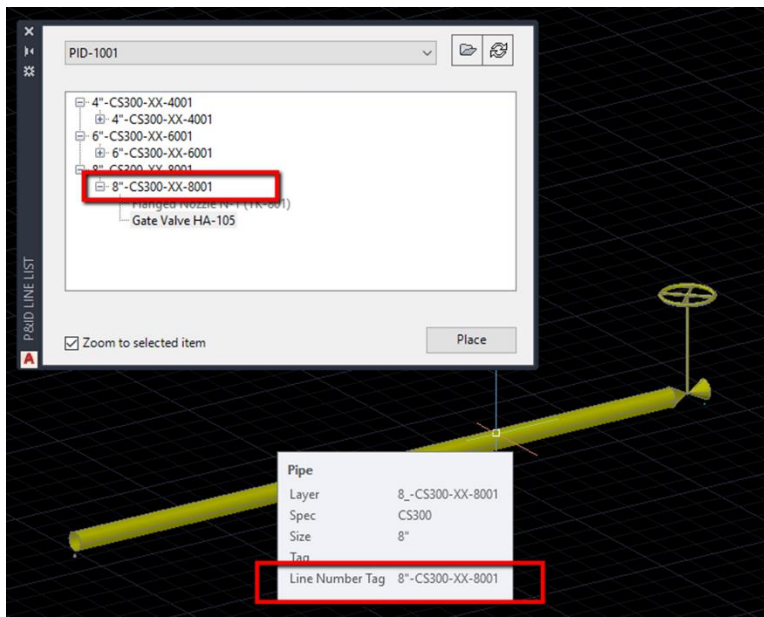 PID-1001
4"-CS300-XX-4001
4"-CS300-XX-4001
6"-CS300-XX-6001
6"-CS300-XX-6001
8"-CS300-XX-8001
8"-CS300-XX-8001
Flanged Nozzle N-1 (TK-801)
Gate Valve HA-105
P&ID LINE LIST
Zoom to selected item
Place
A
Pipe
Layer 8_-CS300-XX-8001
Spec CS300
Size 8"
Tag
Line Number Tag 8"-CS300-XX-8001